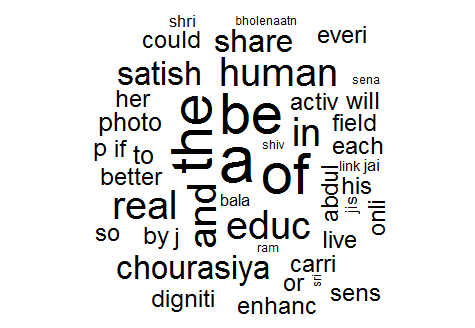 shri bholenaatn
could share everi
satish human sena
her activ will
photo the be in field
p if to a shiv of each
better link jai
real and bala educ abdul his
jis onli
so by j live
ram
chourasiya carri
or sri
digniti enhanc sens